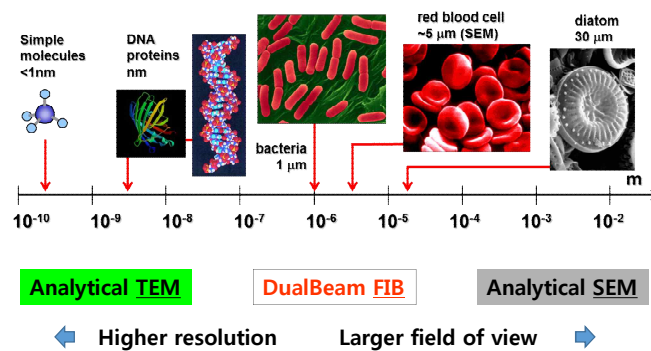 Simple
molecules
<1nm
DNA
proteins
nm
bacteria
1 μm
red blood cell
~5 μm (SEM)
diatom
30 μm
m
10⁻¹⁰ 10⁻⁹ 10⁻⁸ 10⁻⁷ 10⁻⁶ 10⁻⁵ 10⁻⁴ 10⁻³ 10⁻²
Analytical TEM
DualBeam FIB
Analytical SEM
Higher resolution
Larger field of view